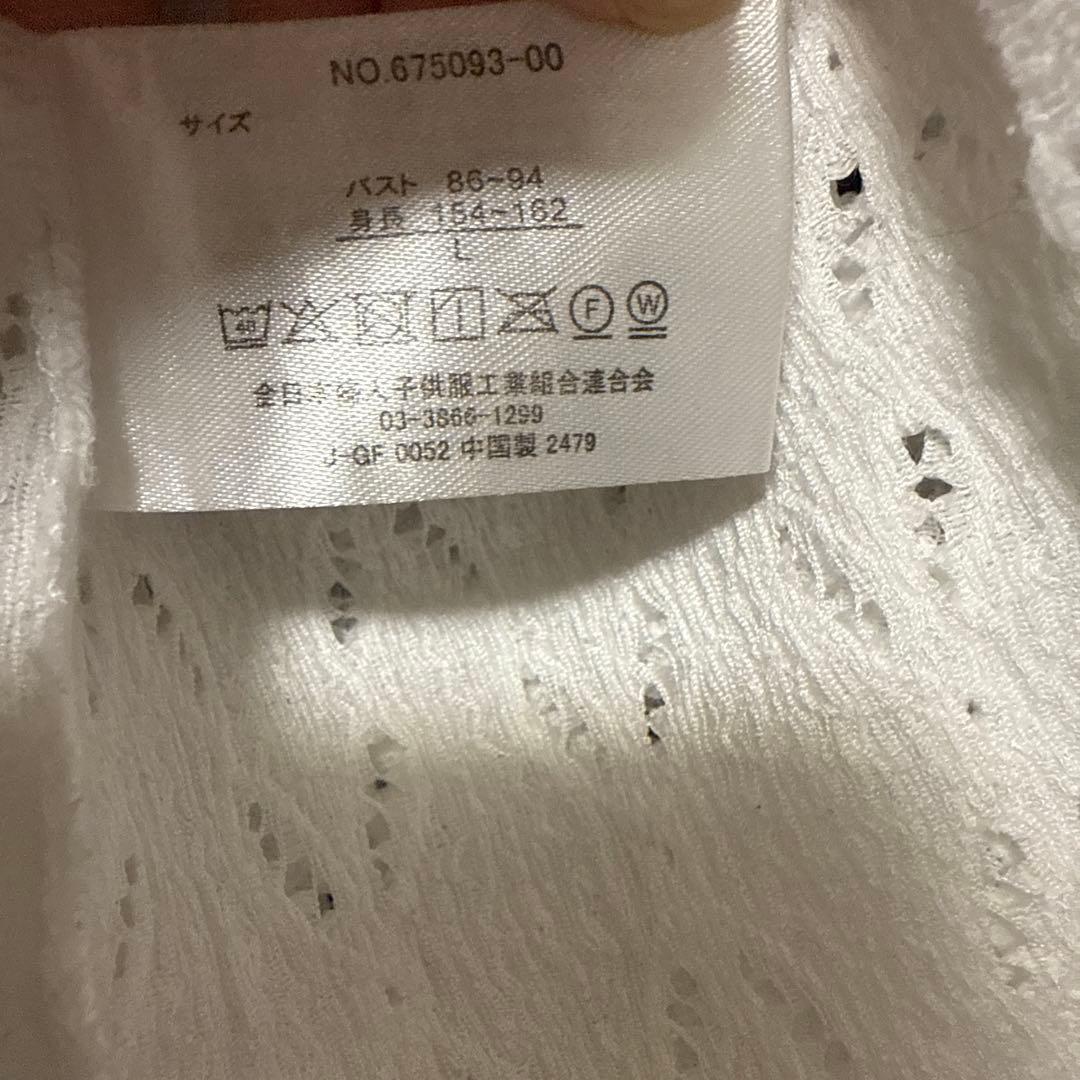 NO.675093-00
サイズ
バスト 86~94
身長 154~162
L
40 F W
全日本婦人子供服工業組合連合会
03-3866-1299
J-GF 0052 中国製 2479